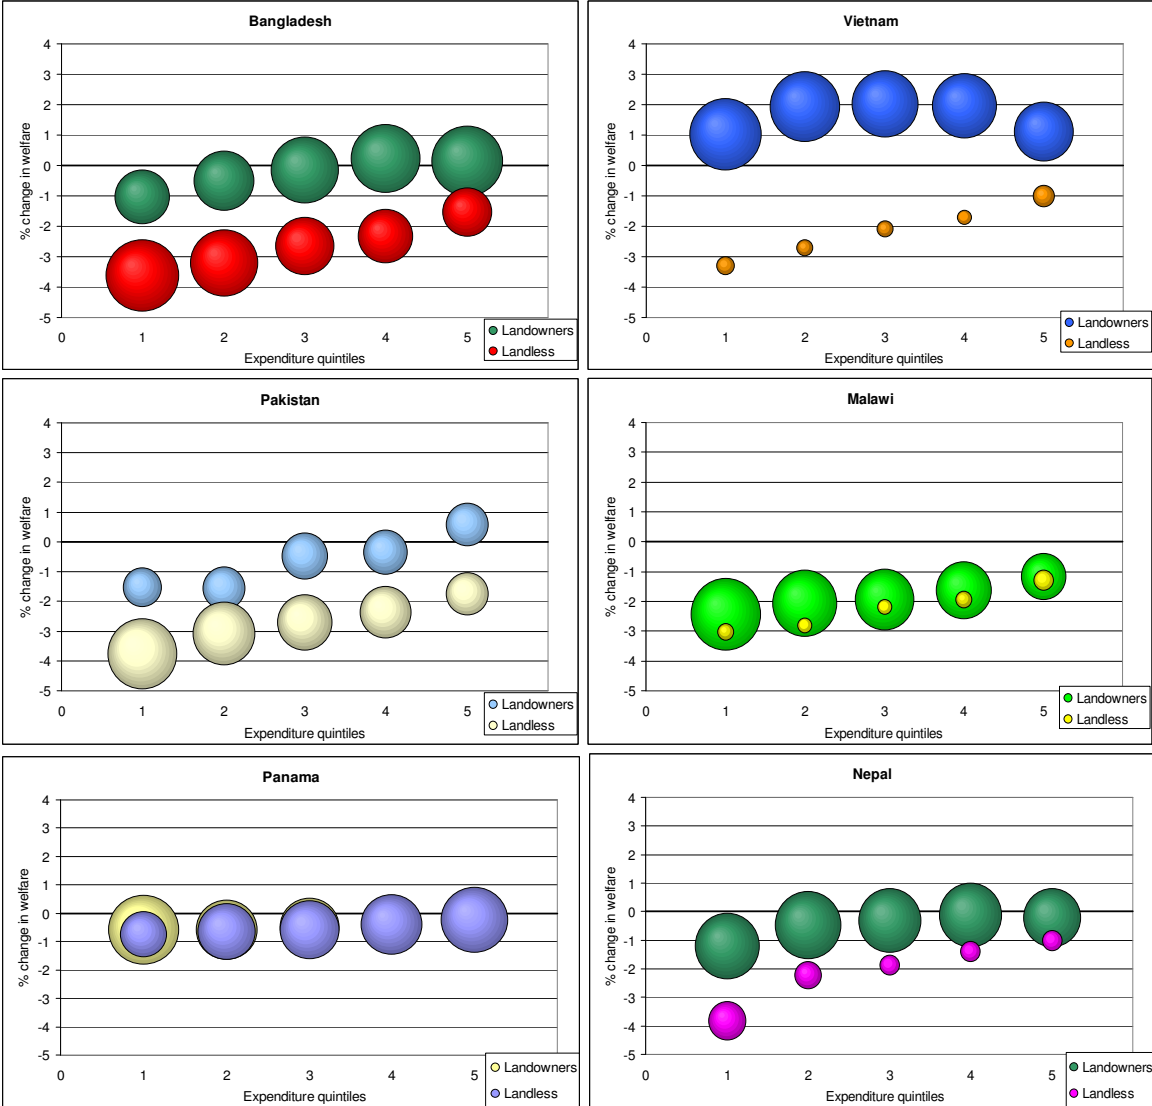 Bangladesh
4
3
2
1
0
-1
-2
-3
-4
-5
% change in welfare
0 1 2 3 4 5
Expenditure quintiles
Landowners
Landless
Vietnam
4
3
2
1
0
-1
-2
-3
-4
-5
% change in welfare
0 1 2 3 4 5
Expenditure quintiles
Landowners
Landless
Pakistan
4
3
2
1
0
-1
-2
-3
-4
-5
% change in welfare
0 1 2 3 4 5
Expenditure quintiles
Landowners
Landless
Malawi
4
3
2
1
0
-1
-2
-3
-4
-5
% change in welfare
0 1 2 3 4 5
Expenditure quintiles
Landowners
Landless
Panama
4
3
2
1
0
-1
-2
-3
-4
-5
% change in welfare
0 1 2 3 4 5
Expenditure quintiles
Landowners
Landless
Nepal
4
3
2
1
0
-1
-2
-3
-4
-5
% change in welfare
0 1 2 3 4 5
Expenditure quintiles
Landowners
Landless